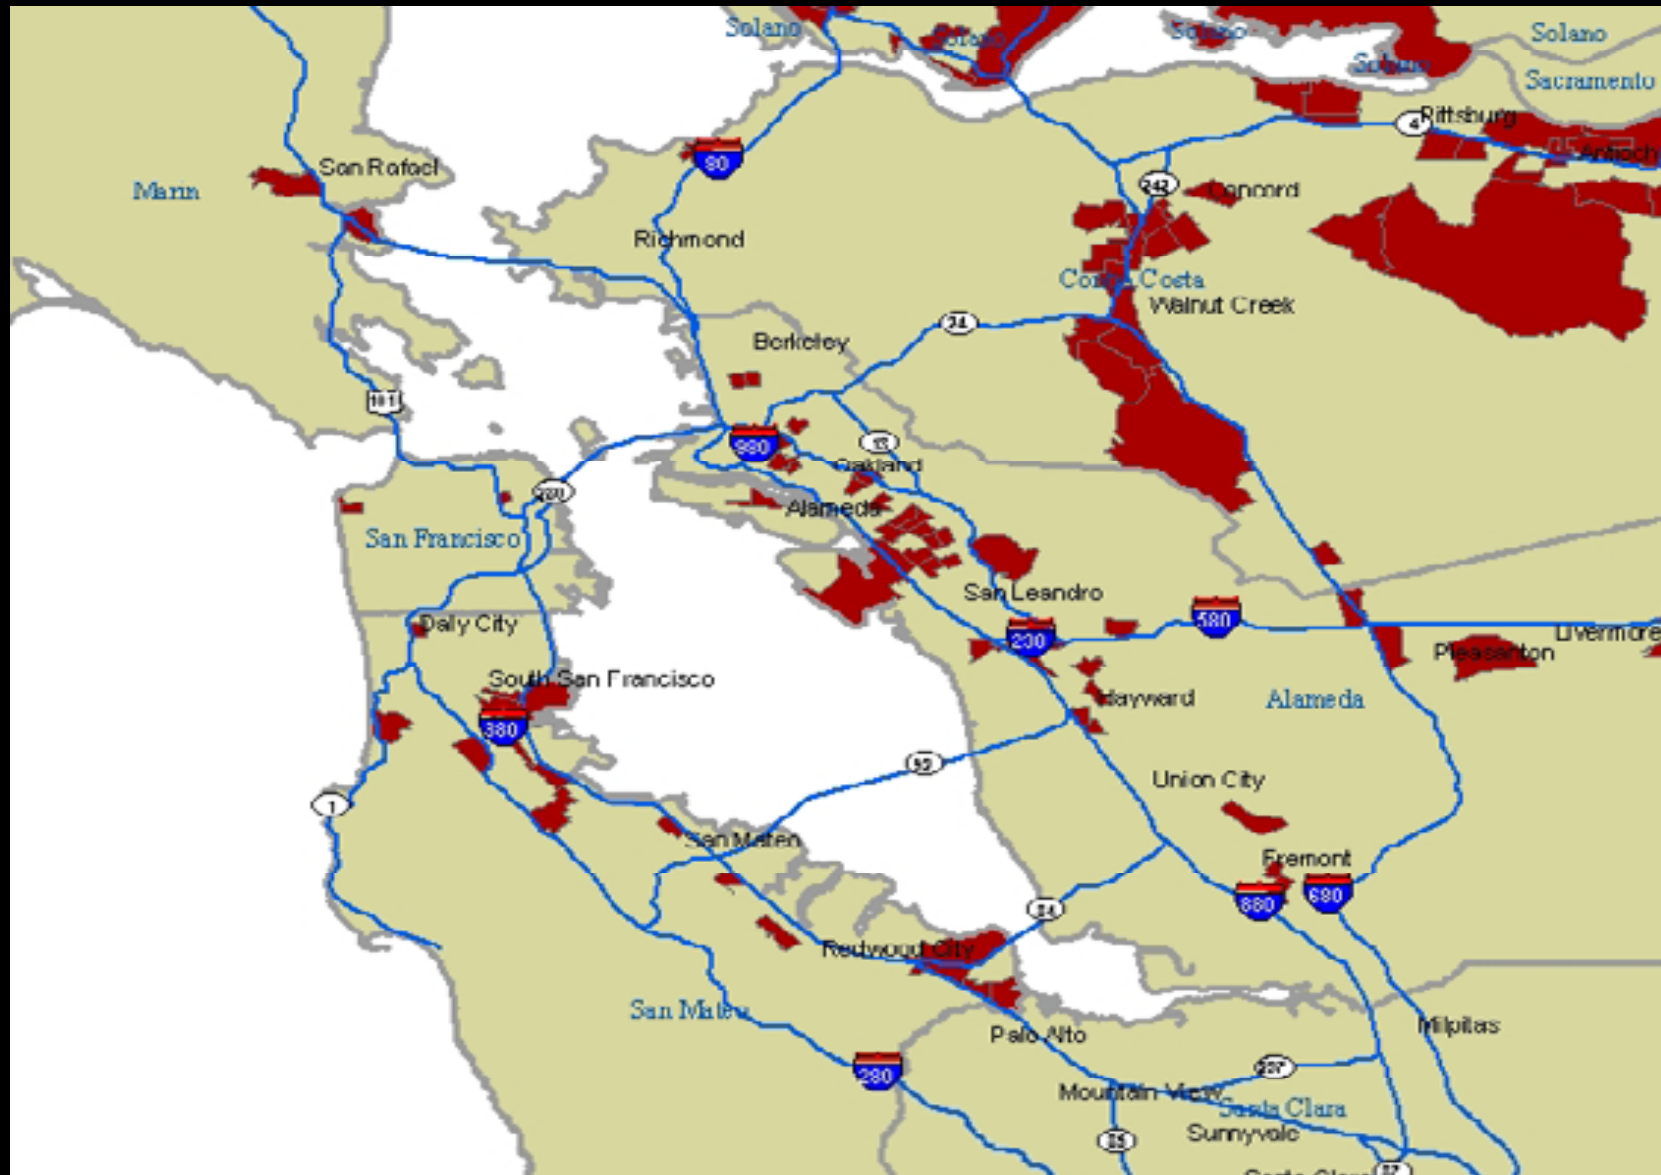 Solano
Solano
Solano
Solano
Solano
Sacramento
4
Pittsburg
Antioch
80
San Rafael
Marin
242
Concord
Richmond
Contra Costa
Walnut Creek
24
Berkeley
101
980
13
Oakland
Alameda
San Francisco
San Leandro
580
230
Daly City
Livermore
Pleasanton
South San Francisco
Hayward
Alameda
380
92
Union City
1
San Mateo
Fremont
880
680
84
Redwood City
San Mateo
Milpitas
Palo Alto
280
237
Mountain View
Santa Clara
Sunnyvale
85